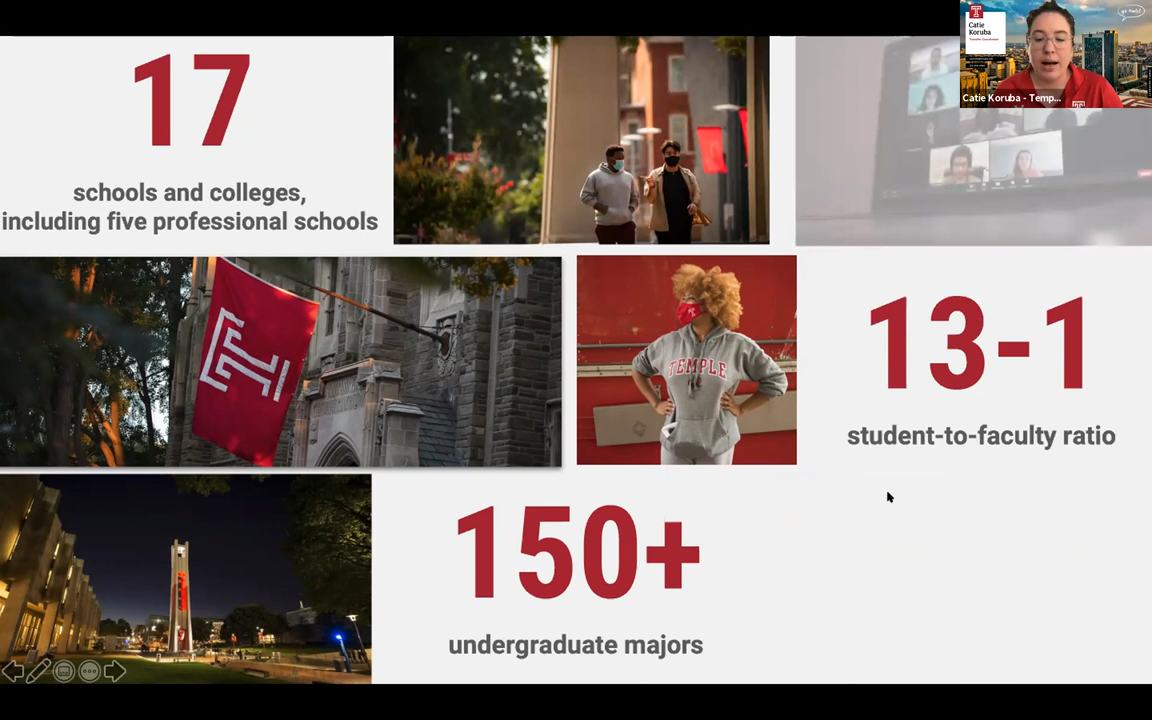 17
schools and colleges,
including five professional schools
Catie
Koruba
Catie Koruba - Temp...
TEMPLE
13-1
student-to-faculty ratio
150+
undergraduate majors